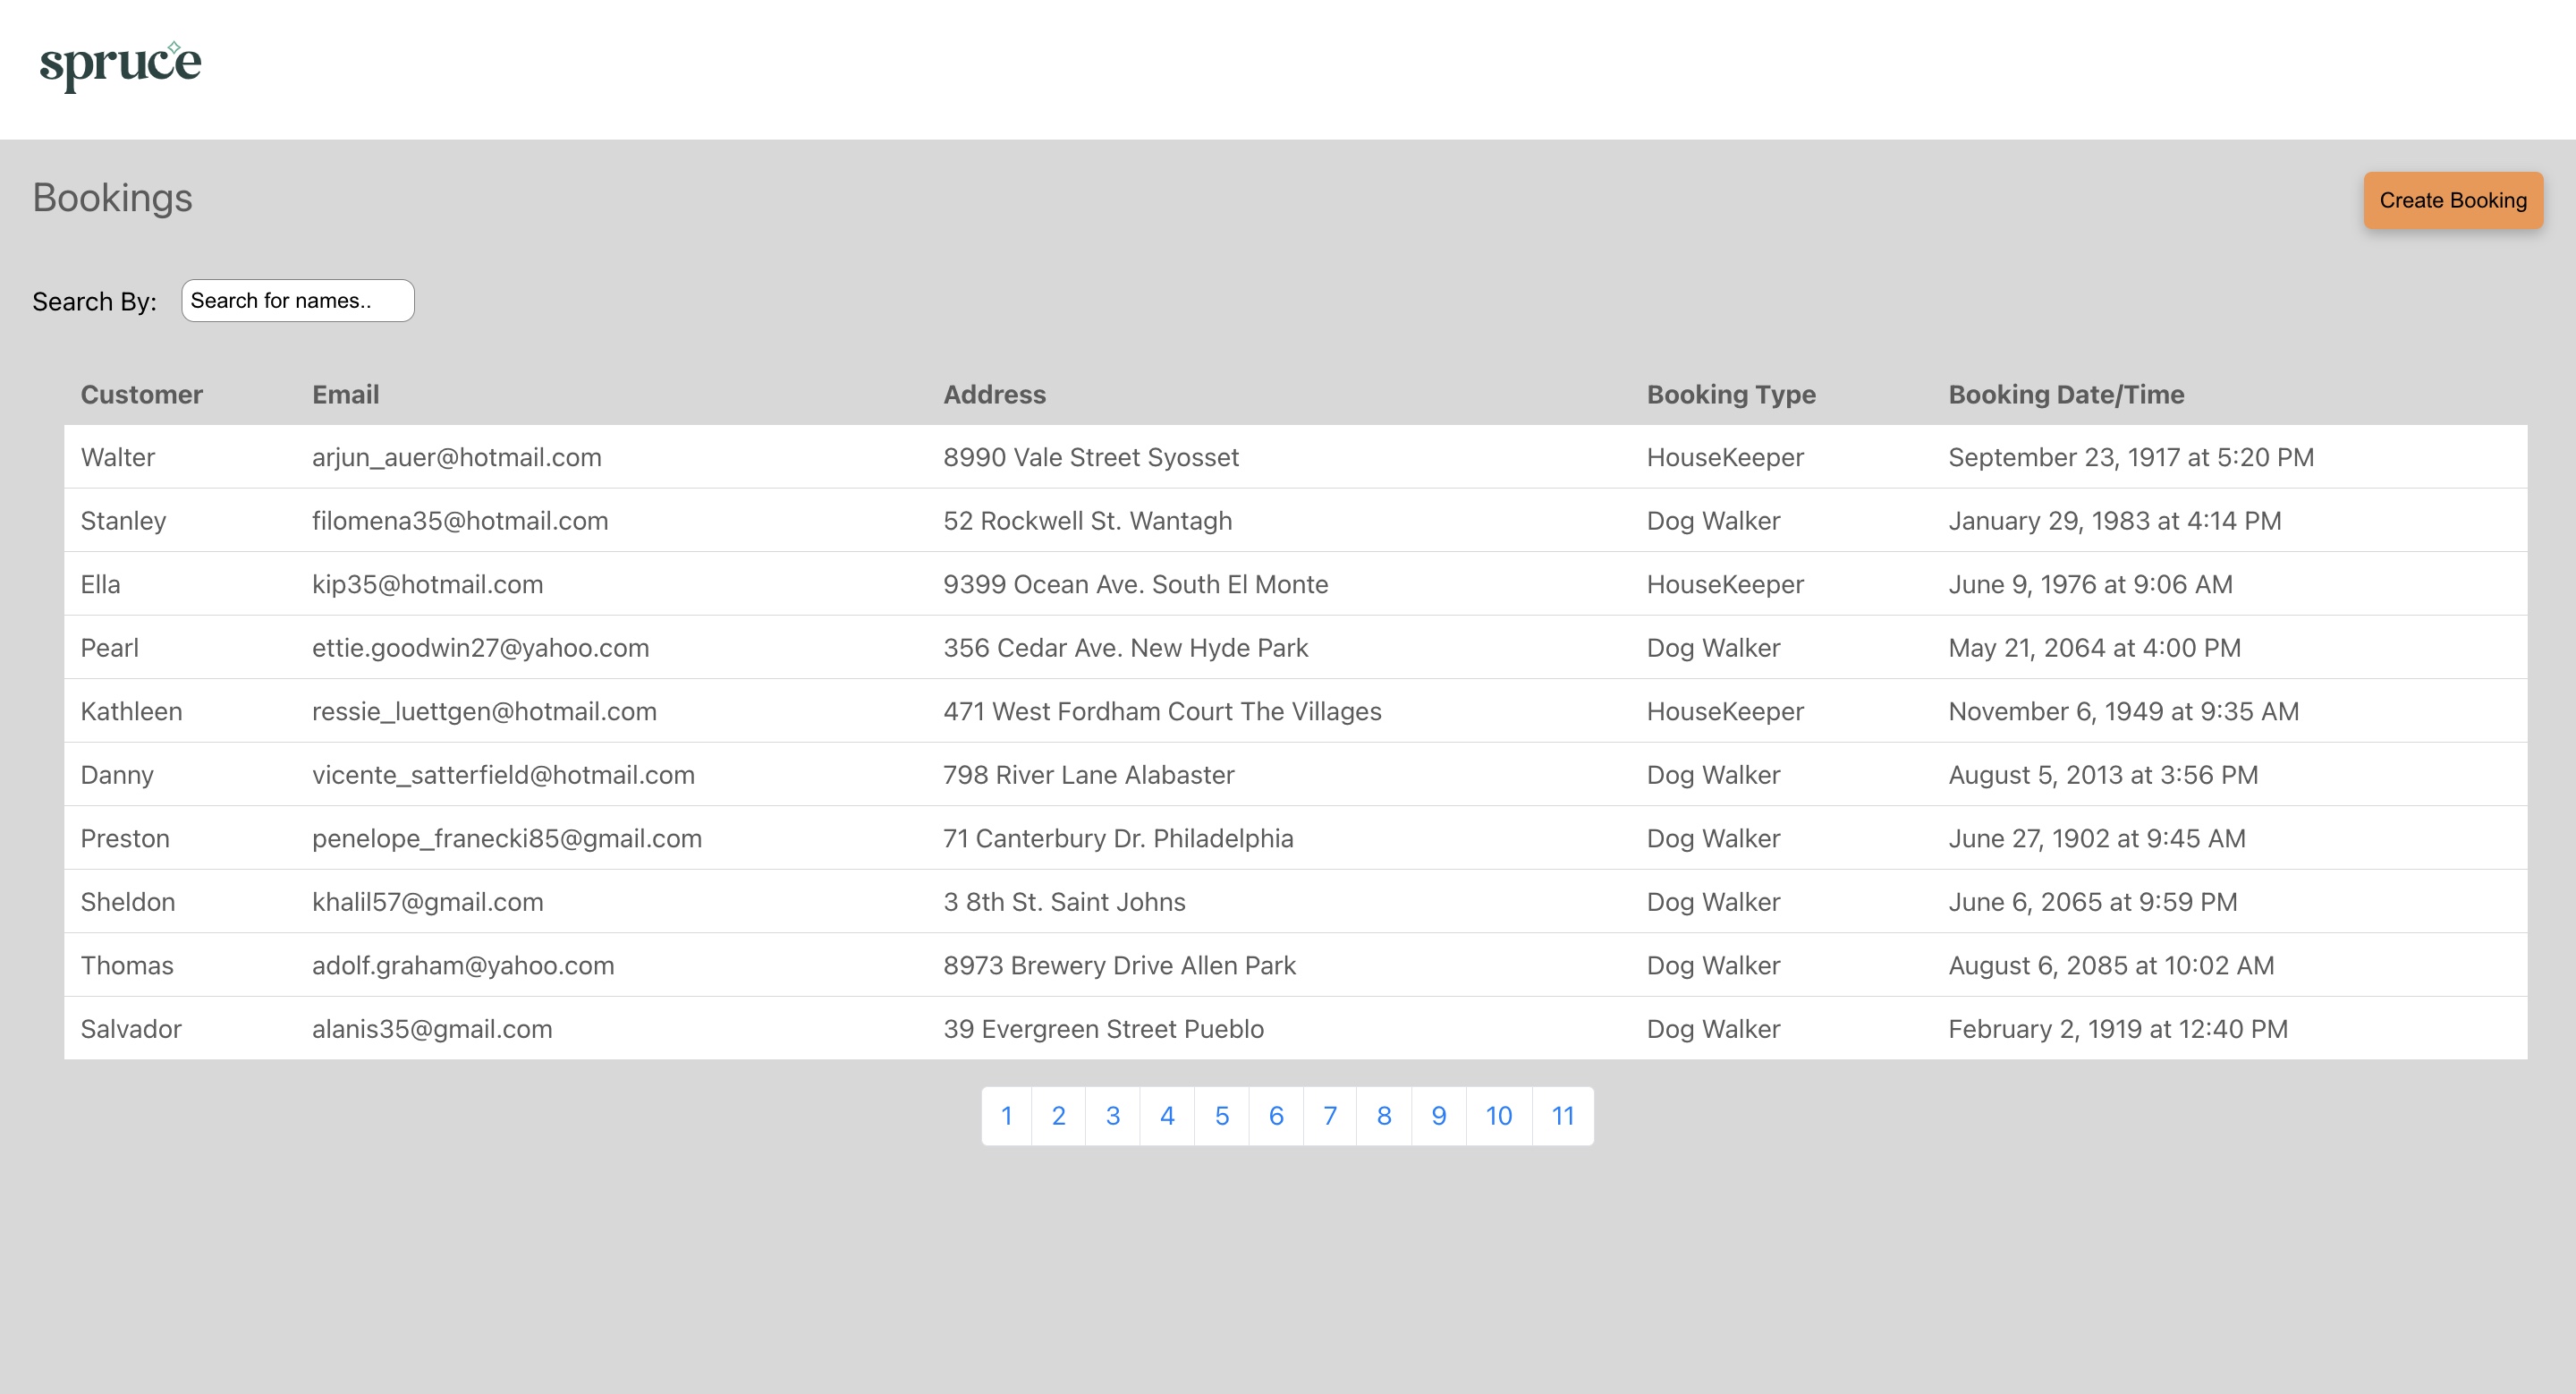 spruce
Bookings
Create Booking
Search By: Search for names..
Customer Email Address Booking Type Booking Date/Time
Walter arjun_auer@hotmail.com 8990 Vale Street Syosset HouseKeeper September 23, 1917 at 5:20 PM
Stanley filomena35@hotmail.com 52 Rockwell St. Wantagh Dog Walker January 29, 1983 at 4:14 PM
Ella kip35@hotmail.com 9399 Ocean Ave. South El Monte HouseKeeper June 9, 1976 at 9:06 AM
Pearl ettie.goodwin27@yahoo.com 356 Cedar Ave. New Hyde Park Dog Walker May 21, 2064 at 4:00 PM
Kathleen ressie_luettgen@hotmail.com 471 West Fordham Court The Villages HouseKeeper November 6, 1949 at 9:35 AM
Danny vicente_satterfield@hotmail.com 798 River Lane Alabaster Dog Walker August 5, 2013 at 3:56 PM
Preston penelope_franecki85@gmail.com 71 Canterbury Dr. Philadelphia Dog Walker June 27, 1902 at 9:45 AM
Sheldon khalil57@gmail.com 3 8th St. Saint Johns Dog Walker June 6, 2065 at 9:59 PM
Thomas adolf.graham@yahoo.com 8973 Brewery Drive Allen Park Dog Walker August 6, 2085 at 10:02 AM
Salvador alanis35@gmail.com 39 Evergreen Street Pueblo Dog Walker February 2, 1919 at 12:40 PM
1 2 3 4 5 6 7 8 9 10 11